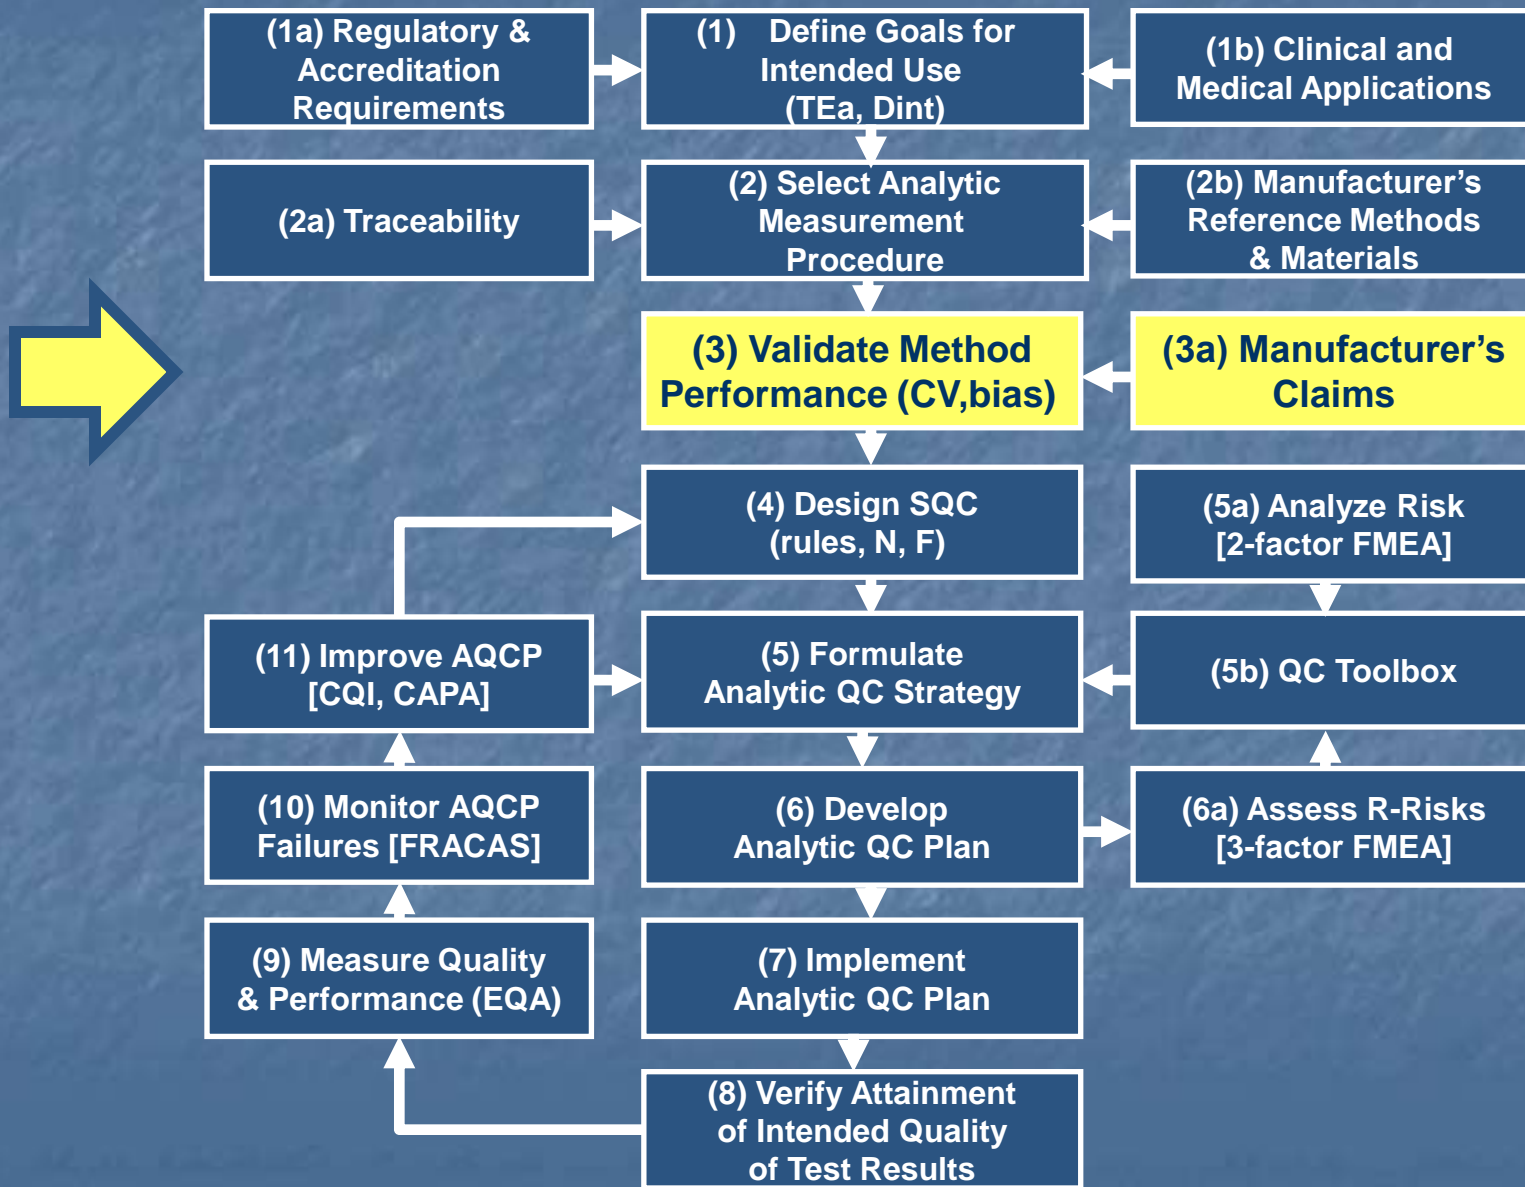 (1a) Regulatory &
Accreditation
Requirements
(1) Define Goals for
Intended Use
(TEa, Dint)
(1b) Clinical and
Medical Applications
(2a) Traceability
(2) Select Analytic
Measurement
Procedure
(2b) Manufacturer's
Reference Methods
& Materials
(3) Validate Method
Performance (CV,bias)
(3a) Manufacturer's
Claims
(4) Design SQC
(rules, N, F)
(5a) Analyze Risk
[2-factor FMEA]
(11) Improve AQCP
[CQI, CAPA]
(5) Formulate
Analytic QC Strategy
(5b) QC Toolbox
(10) Monitor AQCP
Failures [FRACAS]
(6) Develop
Analytic QC Plan
(6a) Assess R-Risks
[3-factor FMEA]
(9) Measure Quality
& Performance (EQA)
(7) Implement
Analytic QC Plan
(8) Verify Attainment
of Intended Quality
of Test Results